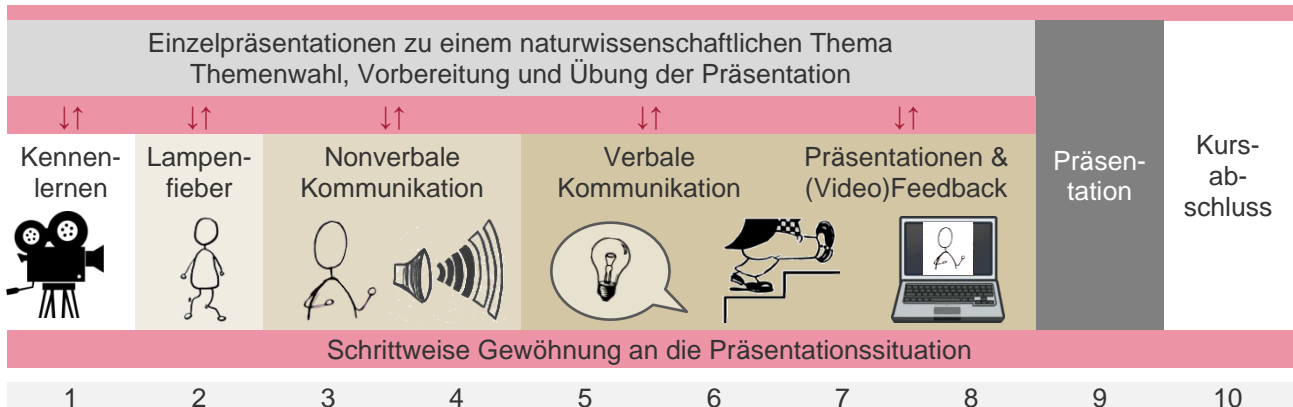 Einzelpräsentationen zu einem naturwissenschaftlichen Thema
Themenwahl, Vorbereitung und Übung der Präsentation
↓↑ ↓↑ ↓↑ ↓↑ ↓↑
Kennen-
lernen
Lampen-
fieber
Nonverbale
Kommunikation
Verbale
Kommunikation
Präsentationen &
(Video)Feedback
Präsen-
tation
Kurs-
ab-
schluss
Schrittweise Gewöhnung an die Präsentationssituation
1 2 3 4 5 6 7 8 9 10